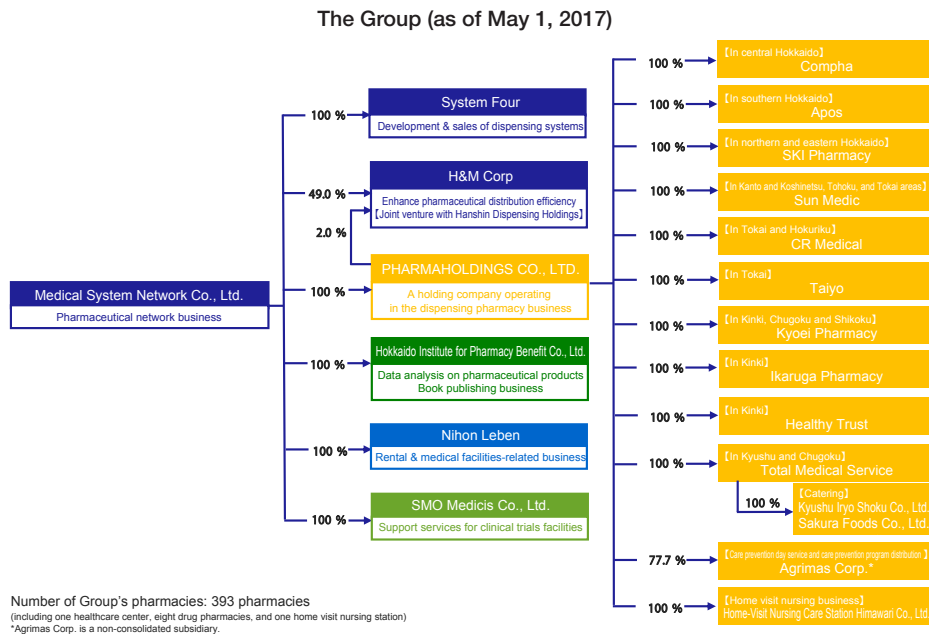 The Group (as of May 1, 2017)
Medical System Network Co., Ltd.
Pharmaceutical network business
100 %
System Four
Development & sales of dispensing systems
49.0 %
H&M Corp
Enhance pharmaceutical distribution efficiency
【Joint venture with Hanshin Dispensing Holdings】
2.0 %
100 %
PHARMAHOLDINGS CO., LTD.
A holding company operating
in the dispensing pharmacy business
100 %
Hokkaido Institute for Pharmacy Benefit Co., Ltd.
Data analysis on pharmaceutical products
Book publishing business
100 %
Nihon Leben
Rental & medical facilities-related business
100 %
SMO Medicis Co., Ltd.
Support services for clinical trials facilities
100 %
【In central Hokkaido】
Compha
100 %
【In southern Hokkaido】
Apos
100 %
【In northern and eastern Hokkaido】
SKI Pharmacy
100 %
【In Kanto and Koshinetsu, Tohoku, and Tokai areas】
Sun Medic
100 %
【In Tokai and Hokuriku】
CR Medical
100 %
【In Tokai】
Taiyo
100 %
【In Kinki, Chugoku and Shikoku】
Kyoei Pharmacy
100 %
【In Kinki】
Ikaruga Pharmacy
100 %
【In Kinki】
Healthy Trust
100 %
【In Kyushu and Chugoku】
Total Medical Service
100 %
【Catering】
Kyushu Iryo Shoku Co., Ltd.
Sakura Foods Co., Ltd.
77.7 %
【Care prevention day service and care prevention program distribution 】
Agrimas Corp.*
100 %
【Home visit nursing business】
Home-Visit Nursing Care Station Himawari Co., Ltd
Number of Group's pharmacies: 393 pharmacies
(including one healthcare center, eight drug pharmacies, and one home visit nursing station)
*Agrimas Corp. is a non-consolidated subsidiary.